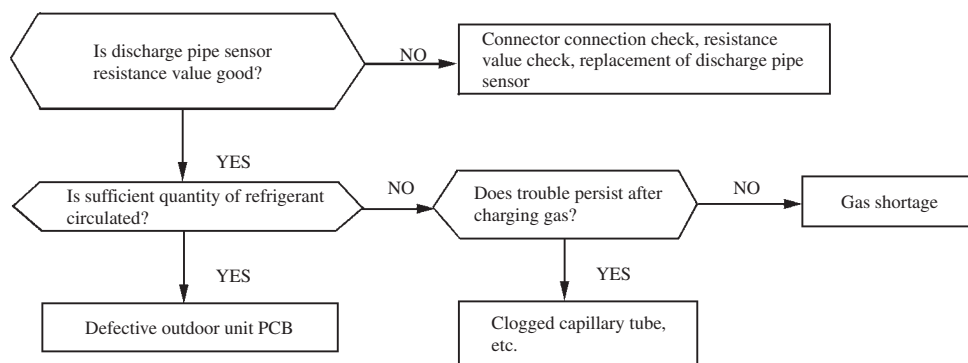 Is discharge pipe sensor
resistance value good?
NO
Connector connection check, resistance
value check, replacement of discharge pipe
sensor
YES
Is sufficient quantity of refrigerant
circulated?
NO
Does trouble persist after
charging gas?
NO
Gas shortage
YES
YES
Defective outdoor unit PCB
Clogged capillary tube,
etc.